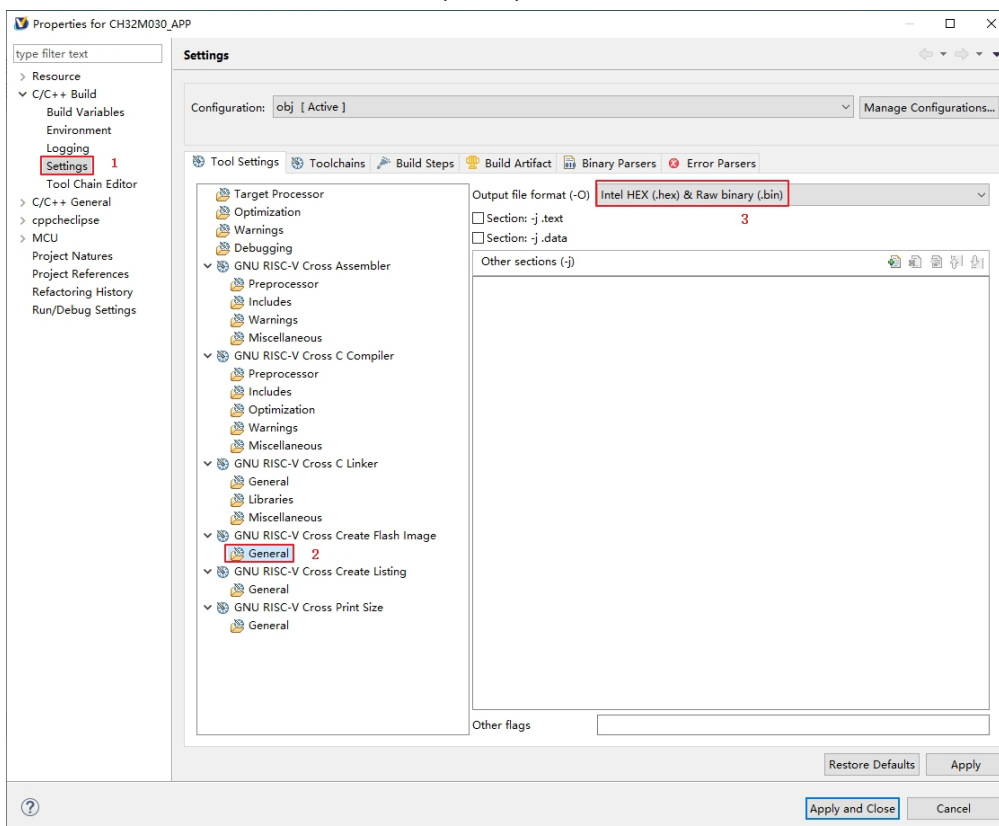 Properties for CH32M030_APP
type filter text
Resource
C/C++ Build
Build Variables
Environment
Logging
Settings 1
Tool Chain Editor
C/C++ General
cppcheclipse
MCU
Project Natures
Project References
Refactoring History
Run/Debug Settings
Settings
Configuration: obj [ Active ] Manage Configurations...
Tool Settings Toolchains Build Steps Build Artifact Binary Parsers Error Parsers
Target Processor
Optimization
Warnings
Debugging
GNU RISC-V Cross Assembler
Preprocessor
Includes
Warnings
Miscellaneous
GNU RISC-V Cross C Compiler
Preprocessor
Includes
Optimization
Warnings
Miscellaneous
GNU RISC-V Cross C Linker
General
Libraries
Miscellaneous
GNU RISC-V Cross Create Flash Image
General 2
GNU RISC-V Cross Create Listing
General
GNU RISC-V Cross Print Size
General
Output file format (-O) Intel HEX (.hex) & Raw binary (.bin)
3
Section: -j .text
Section: -j .data
Other sections (-j)
Other flags
Restore Defaults Apply
Apply and Close Cancel